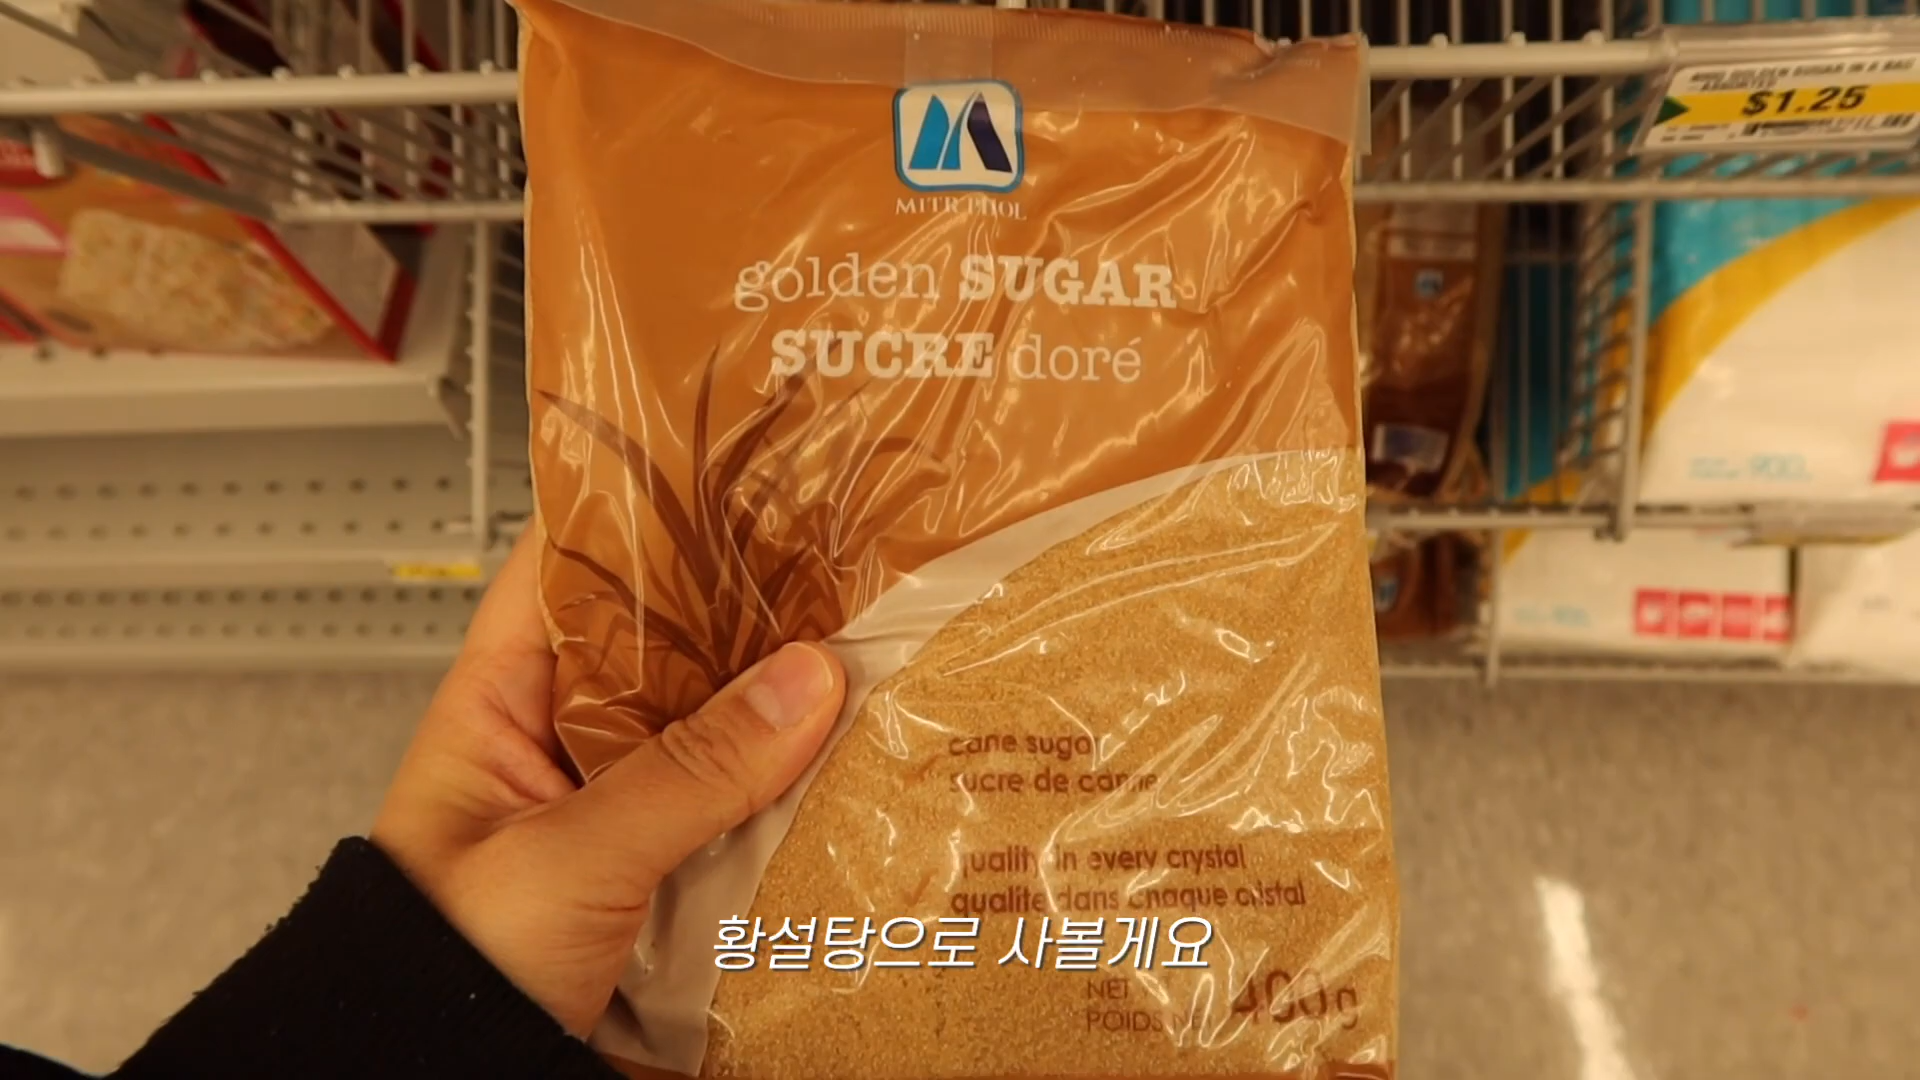 $1.25
MITR PHOL
golden SUGAR
SUCRE doré
cane sugar
sucre de canne
quality in every crystal
qualité dans chaque cristal
황설탕으로 사볼게요
NET
POIDS NET
400 g